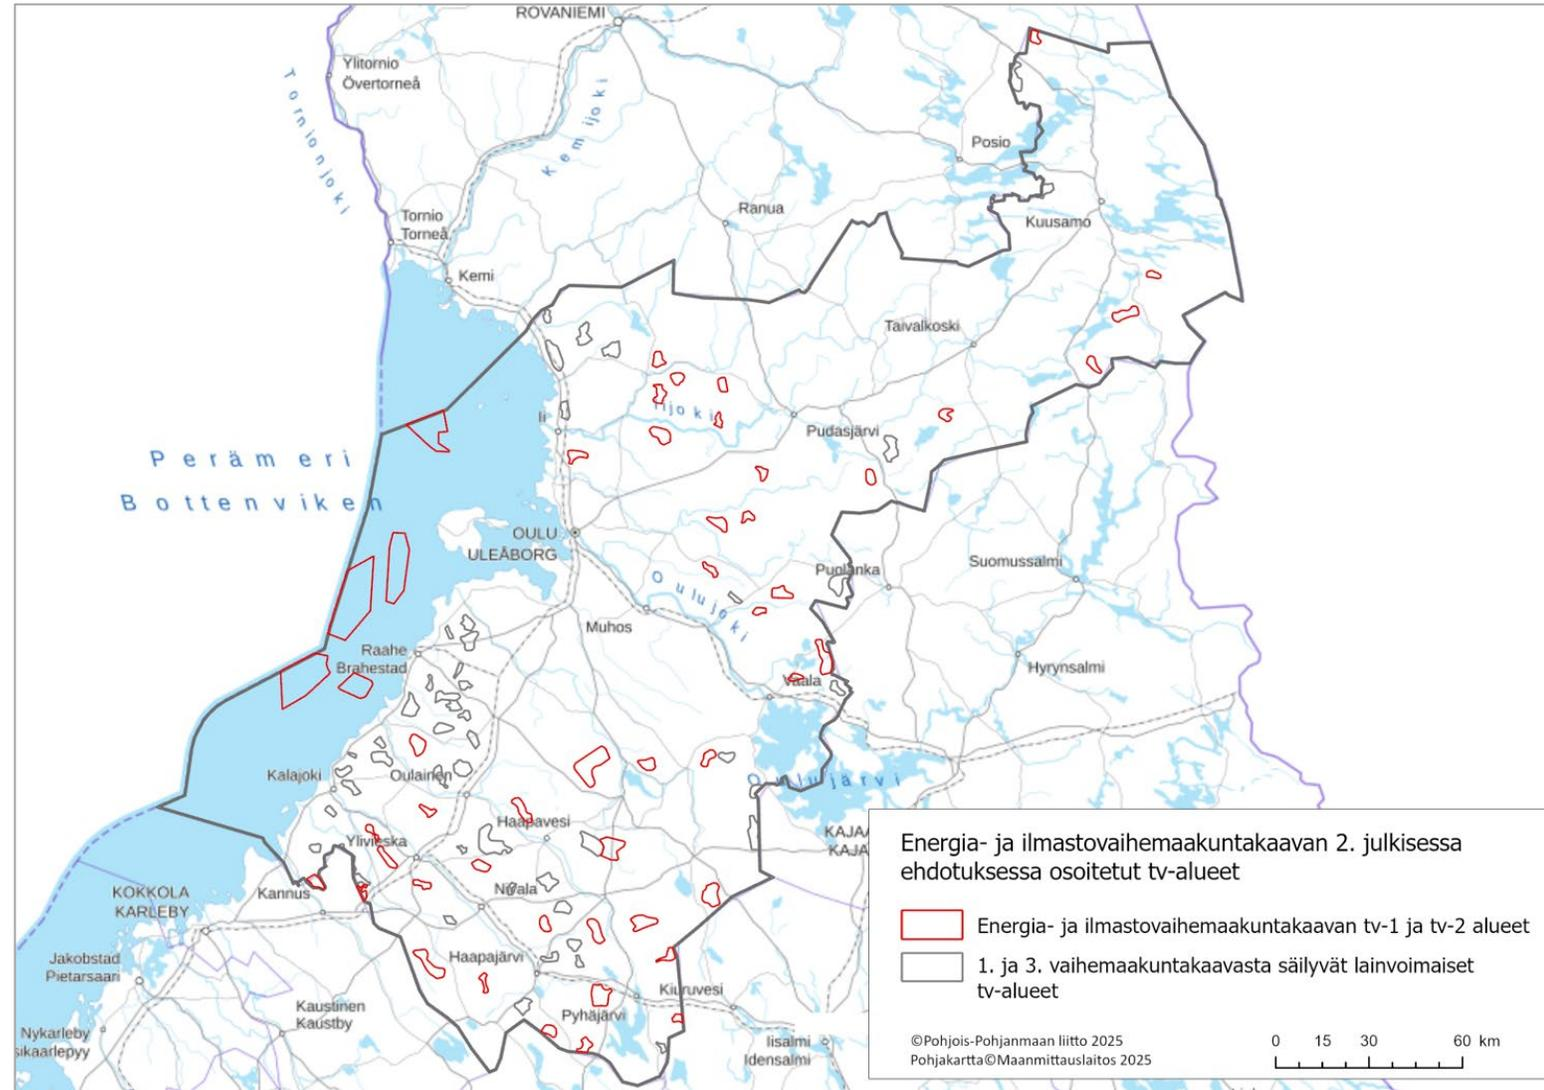 ROVANIEMI
Ylitornio
Övertorneå
Tornionjoki
Kemijoki
Posio
Ranua
Tornio
Torneå
Kuusamo
Kemi
Taivalkoski
Ii
Iijoki
Pudasjärvi
Perämeri
Bottenviken
OULU
ULEÅBORG
Puolanka
Suomussalmi
Oulujoki
Muhos
Raahe
Brahestad
Hyrynsalmi
Vaala
Kalajoki
Oulainen
Oulujärvi
Haapavesi
Ylivieska
KAJAA
KAJA
Kannus
Nivala
KOKKOLA
KARLEBY
Haapajärvi
Jakobstad
Pietarsaari
Kiuruvesi
Kaustinen
Kaustby
Pyhäjärvi
Nykarleby
sikaarlepyy
Iisalmi
Idensalmi
Energia- ja ilmastovaihemaakuntakaavan 2. julkisessa
ehdotuksessa osoitetut tv-alueet
Energia- ja ilmastovaihemaakuntakaavan tv-1 ja tv-2 alueet
1. ja 3. vaihemaakuntakaavasta säilyvät lainvoimaiset
tv-alueet
©Pohjois-Pohjanmaan liitto 2025
Pohjakartta©Maanmittauslaitos 2025
0 15 30 60 km